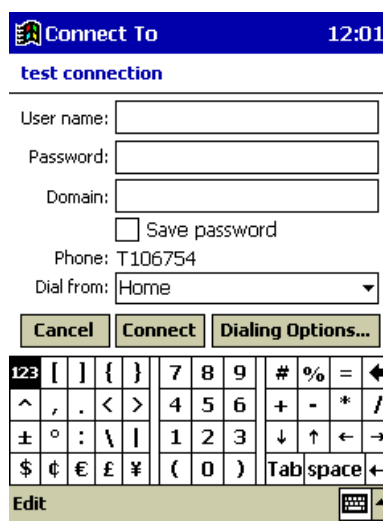 Connect To 12:01
test connection
User name:
Password:
Domain:
Save password
Phone: T106754
Dial from: Home
Cancel Connect Dialing Options...
123 [ ] { } 7 8 9 # % =
^ , . < > 4 5 6 + - * /
± ° : \ | 1 2 3 ↓ ↑ ← →
$ ¢ € £ ¥ ( 0 ) Tab space ←
Edit